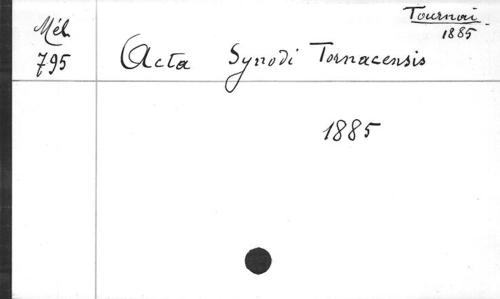 Tournai
1885
Mél.
795
Acta Synodi Tornacensis
1885